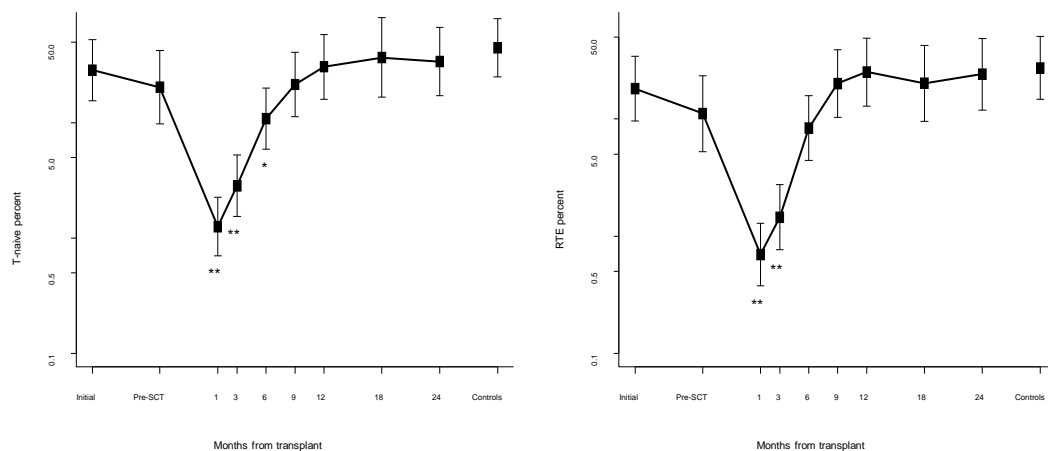 T-naive percent
50.0
5.0
0.5
0.1
*
**
**
Initial Pre-SCT 1 3 6 9 12 18 24 Controls
Months from transplant
RTE percent
50.0
5.0
0.5
0.1
**
**
Initial Pre-SCT 1 3 6 9 12 18 24 Controls
Months from transplant